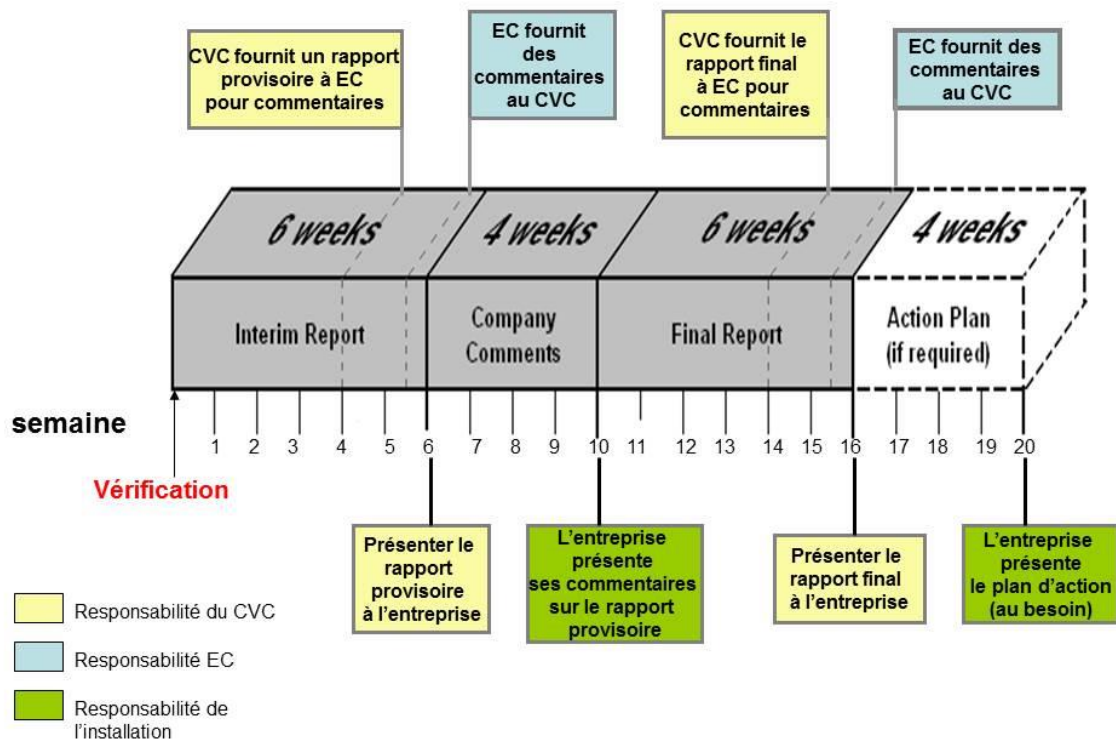 CVC fournit un rapport
provisoire à EC
pour commentaires
EC fournit
des
commentaires
au CVC
CVC fournit le
rapport final
à EC pour
commentaires
EC fournit des
commentaires
au CVC
6 weeks
4 weeks
6 weeks
4 weeks
Interim Report
Company
Comments
Final Report
Action Plan
(if required)
semaine
1 2 3 4 5 6 7 8 9 10 11 12 13 14 15 16 17 18 19 20
Vérification
Présenter le
rapport
provisoire
à l’entreprise
L’entreprise
présente
ses commentaires
sur le rapport
provisoire
Présenter le
rapport final
à l’entreprise
L’entreprise
présente
le plan d’action
(au besoin)
Responsabilité du CVC
Responsabilité EC
Responsabilité de
l’installation